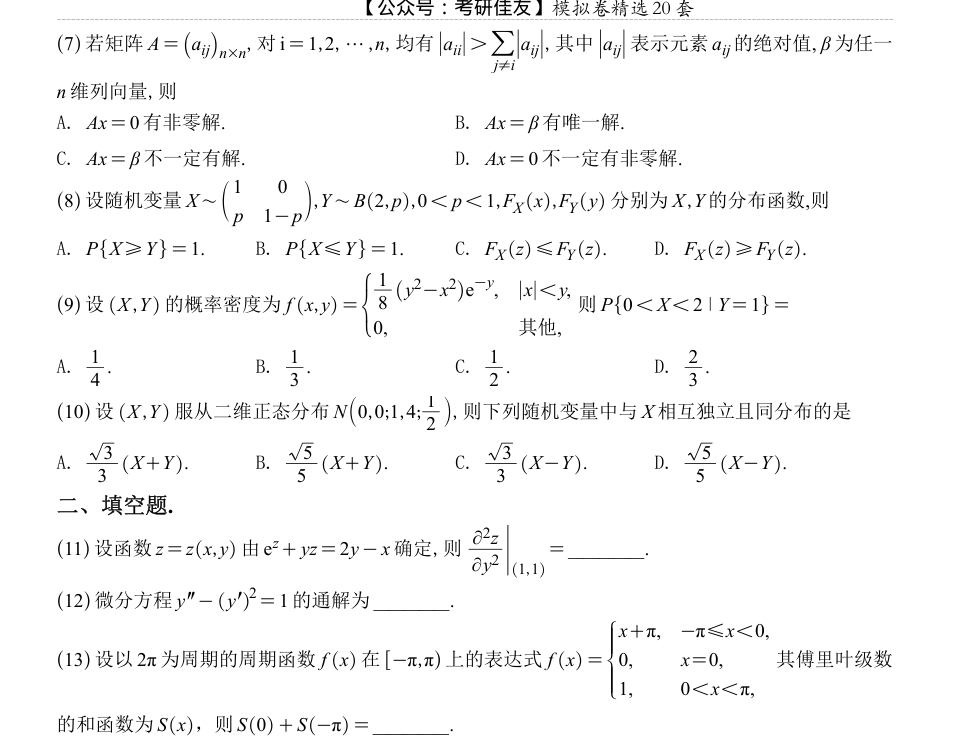 【公众号：考研佳友】模拟卷精选20套
(7) 若矩阵 A = (a_{ij})_{n×n}, 对 i = 1,2, ⋯ ,n, 均有 |a_{ii}| > ∑_{j≠i} |a_{ij}|, 其中 |a_{ij}| 表示元素 a_{ij} 的绝对值, β 为任一
n 维列向量, 则
A. Ax = 0 有非零解. B. Ax = β 有唯一解.
C. Ax = β 不一定有解. D. Ax = 0 不一定有非零解.
(8) 设随机变量 X ~ (1 0 / p 1−p), Y ~ B(2,p), 0 < p < 1, F_X(x), F_Y(y) 分别为 X,Y 的分布函数,则
A. P{X ⩾ Y} = 1. B. P{X ⩽ Y} = 1. C. F_X(z) ⩽ F_Y(z). D. F_X(z) ⩾ F_Y(z).
(9) 设 (X,Y) 的概率密度为 f(x,y) = { 1/8 (y²−x²)e^{−y}, |x| < y, 0, 其他, 则 P{0 < X < 2 | Y = 1} =
A. 1/4. B. 1/3. C. 1/2. D. 2/3.
(10) 设 (X,Y) 服从二维正态分布 N(0,0;1,4;1/2), 则下列随机变量中与 X 相互独立且同分布的是
A. √3/3 (X+Y). B. √5/5 (X+Y). C. √3/3 (X−Y). D. √5/5 (X−Y).
二、填空题.
(11) 设函数 z = z(x,y) 由 e^z + yz = 2y − x 确定, 则 ∂²z/∂y² |_{(1,1)} = ________.
(12) 微分方程 y″ − (y′)² = 1 的通解为 ________.
(13) 设以 2π 为周期的周期函数 f(x) 在 [−π,π) 上的表达式 f(x) = { x+π, −π⩽x<0, 0, x=0, 1, 0<x<π, 其傅里叶级数
的和函数为 S(x)，则 S(0) + S(−π) = ________.